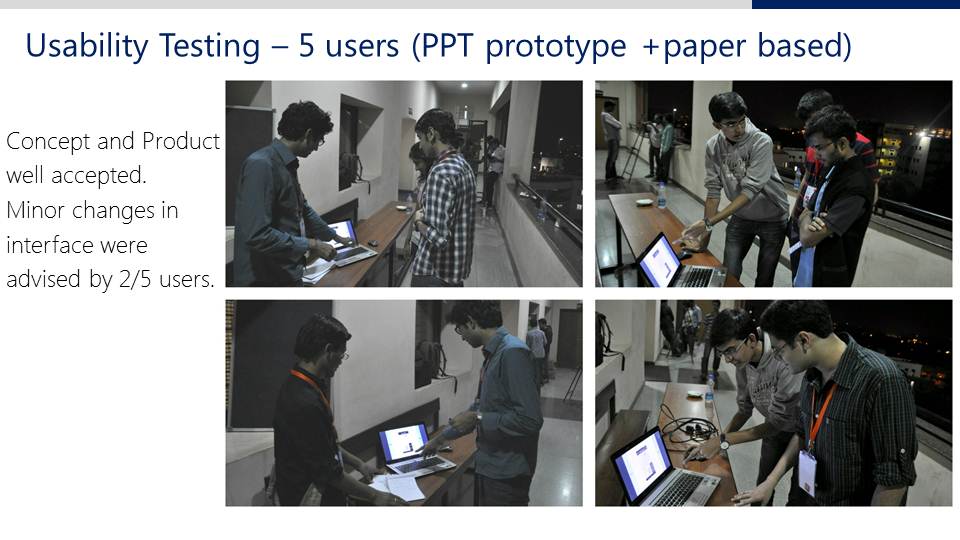 Usability Testing – 5 users (PPT prototype +paper based)
Concept and Product
well accepted.
Minor changes in
interface were
advised by 2/5 users.